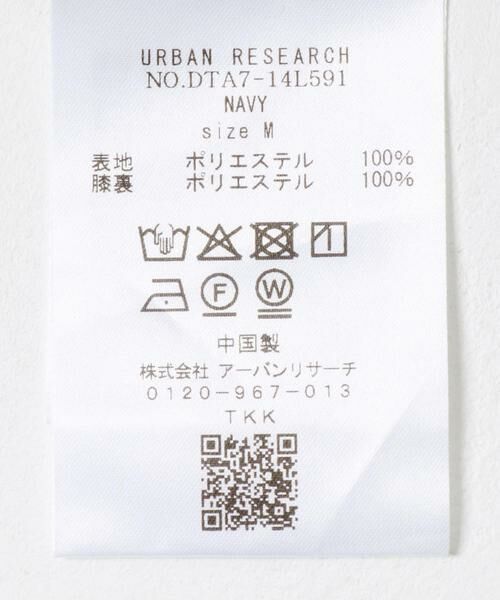 URBAN RESEARCH
NO.DTA7-14L591
NAVY
size M
表地 ポリエステル 100%
膝裏 ポリエステル 100%
F W
中国製
株式会社 アーバンリサーチ
0120-967-013
TKK